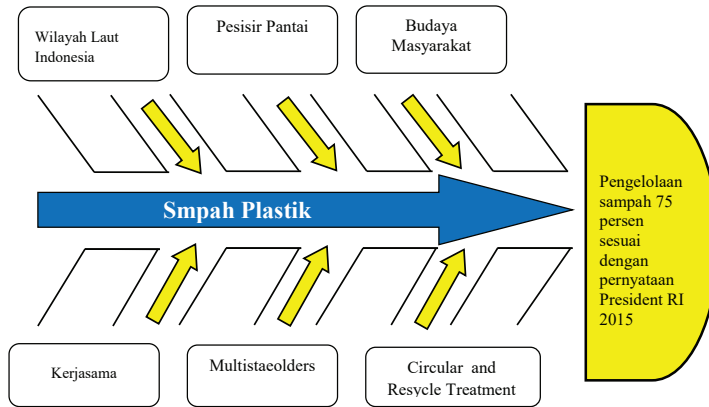 Wilayah Laut
Indonesia
Pesisir Pantai
Budaya
Masyarakat
Smpah Plastik
Pengelolaan
sampah 75
persen
sesuai
dengan
pernyataan
President RI
2015
Kerjasama
Multistaeolders
Circular and
Resycle Treatment